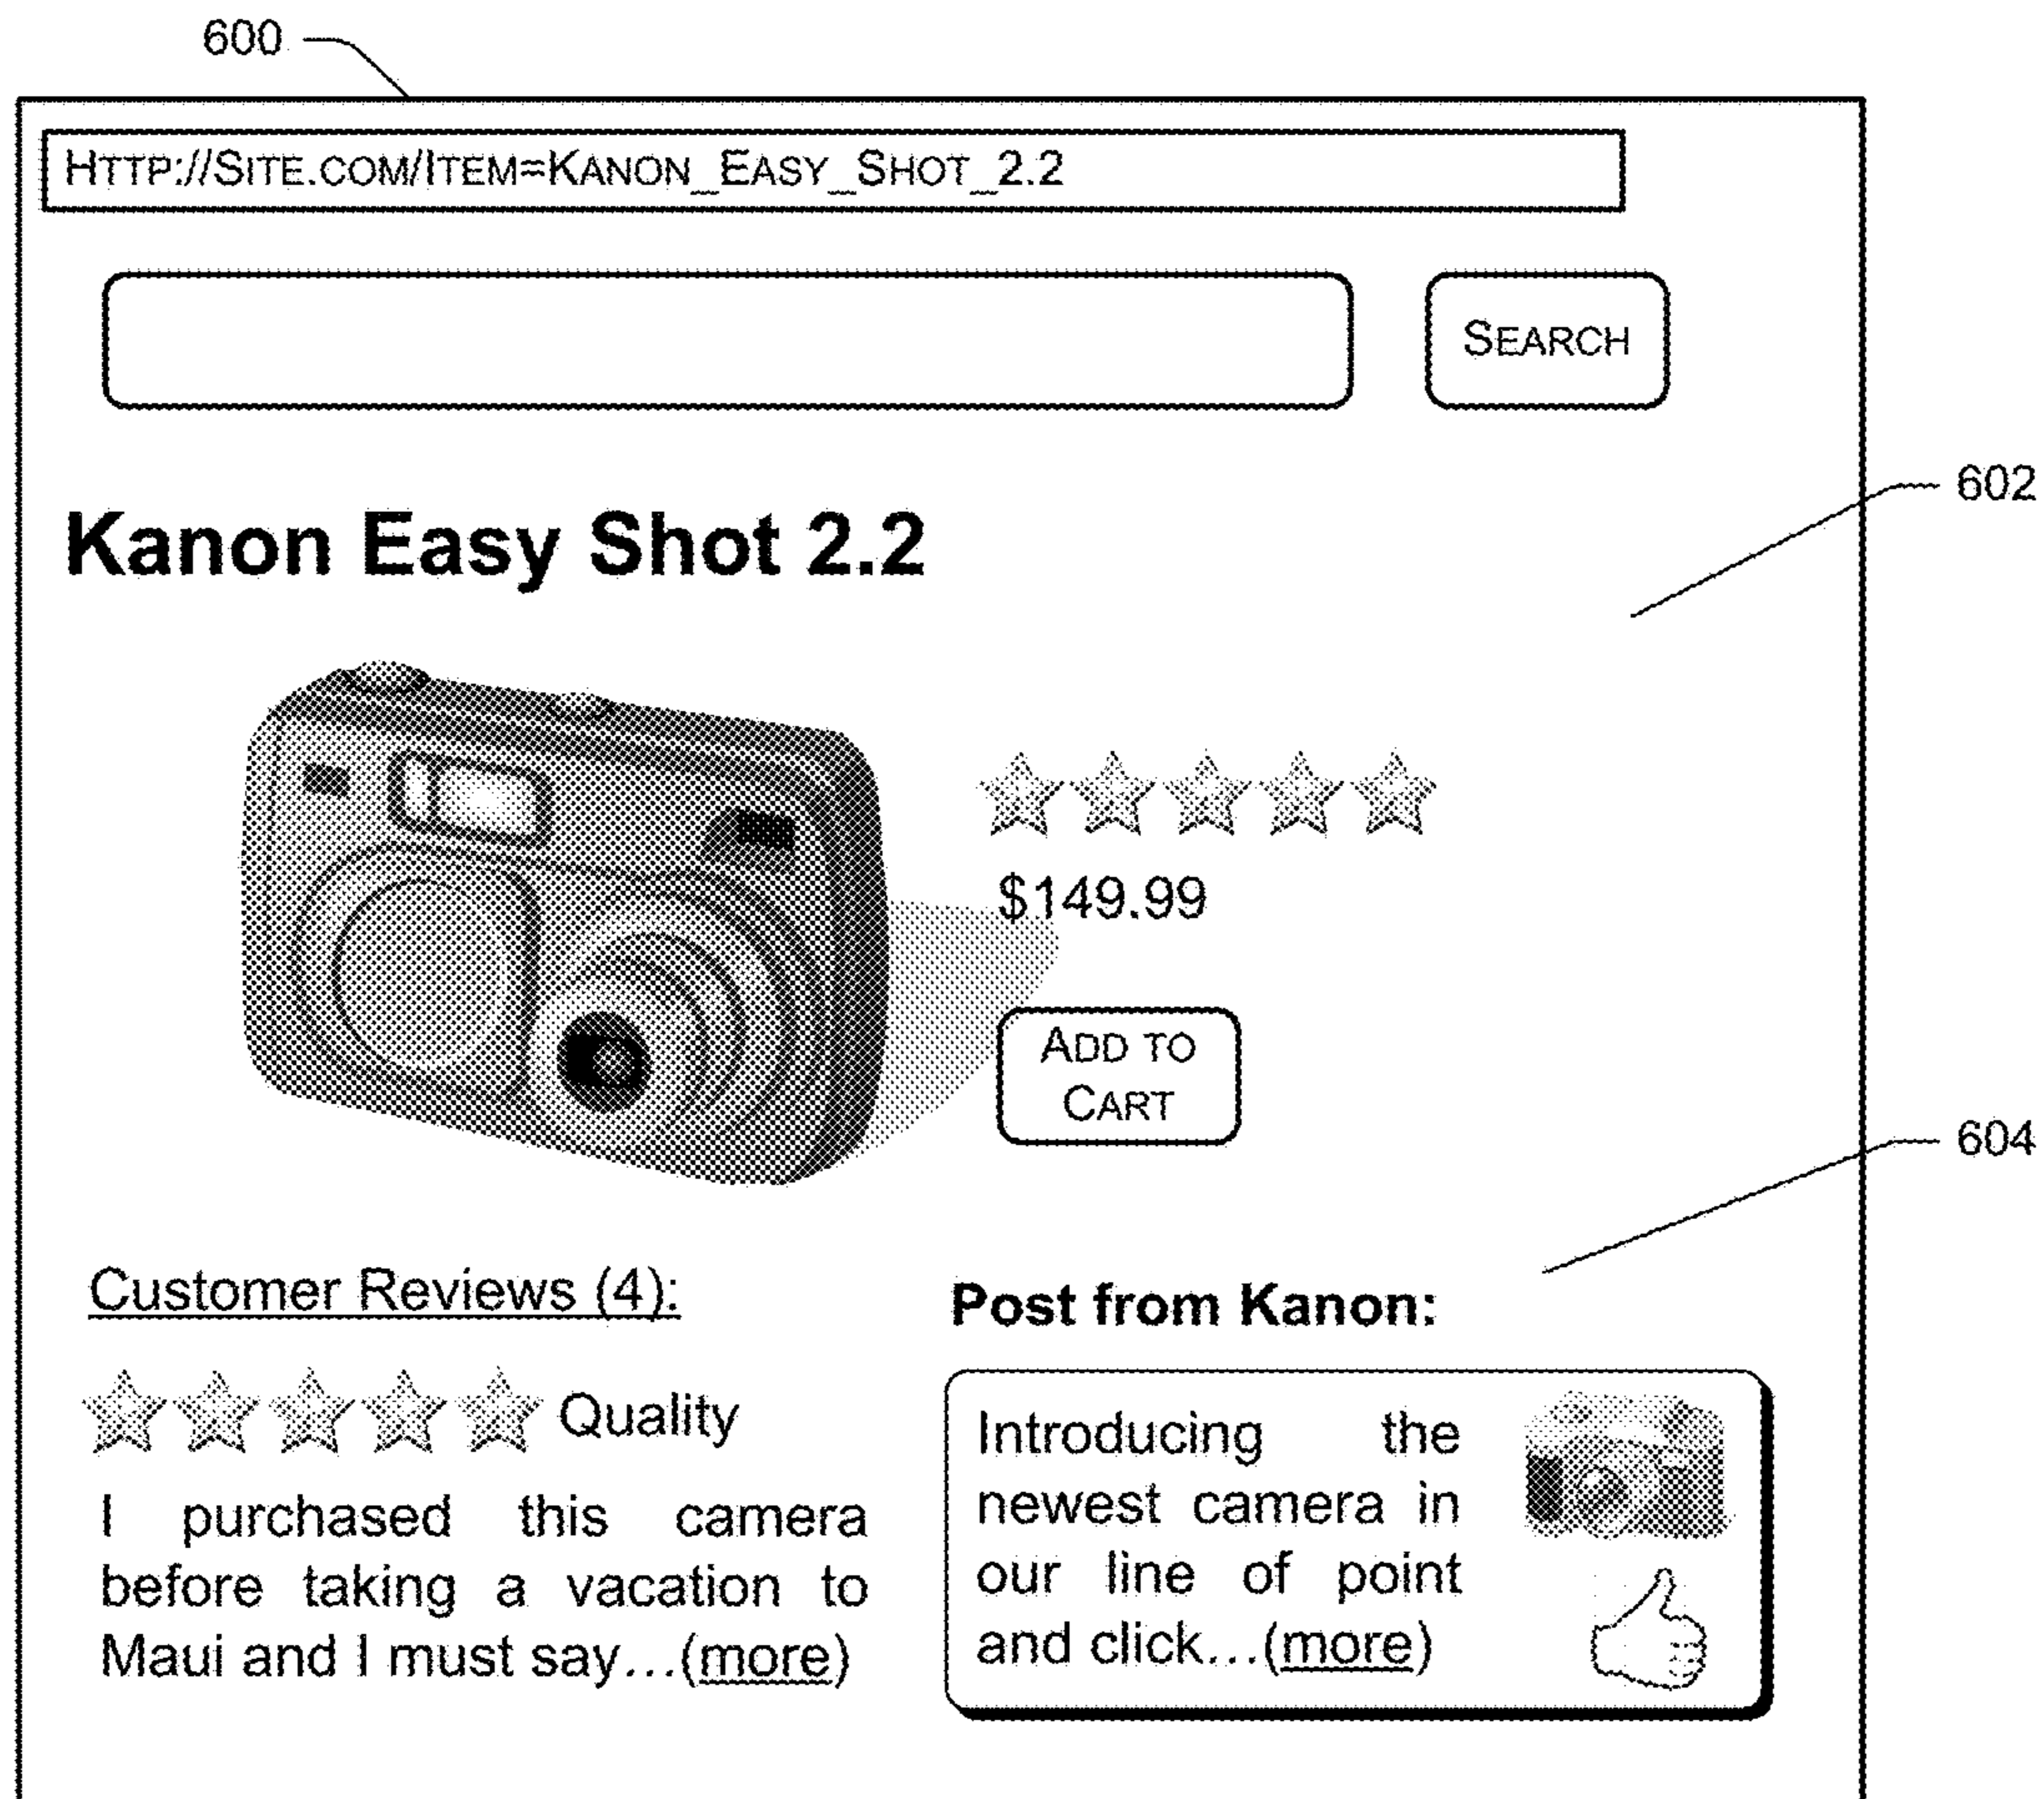 600
HTTP://SITE.COM/ITEM=KANON_EASY_SHOT_2.2
SEARCH
602
Kanon Easy Shot 2.2
$149.99
ADD TO
CART
604
Customer Reviews (4):
Quality
I purchased this camera
before taking a vacation to
Maui and I must say...(more)
Post from Kanon:
Introducing the
newest camera in
our line of point
and click...(more)